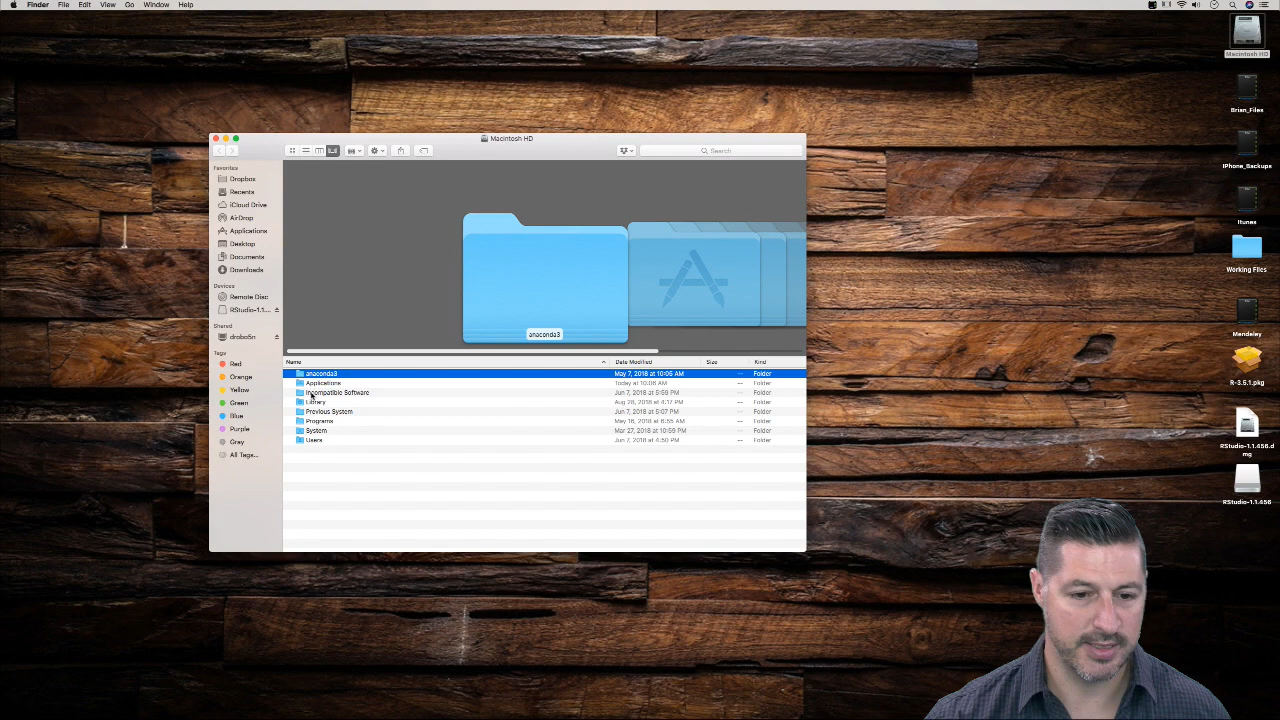 Finder File Edit View Go Window Help
Macintosh HD
Macintosh HD
Search
Favorites
Dropbox
Recents
iCloud Drive
AirDrop
Applications
Desktop
Documents
Downloads
Devices
Remote Disc
RStudio-1.1....
Shared
drobo5n
Tags
Red
Orange
Yellow
Green
Blue
Purple
Gray
All Tags...
anaconda3
Name Date Modified Size Kind
anaconda3 May 7, 2018 at 10:05 AM -- Folder
Applications Today at 10:06 AM -- Folder
Incompatible Software Jun 7, 2018 at 5:59 PM -- Folder
Library Aug 28, 2018 at 4:17 PM -- Folder
Previous System Jun 7, 2018 at 5:07 PM -- Folder
Programs May 16, 2018 at 6:55 AM -- Folder
System Mar 27, 2018 at 10:59 PM -- Folder
Users Jun 7, 2018 at 4:50 PM -- Folder
Brian_Files
iPhone_Backups
Itunes
Working Files
Mendeley
R-3.5.1.pkg
RStudio-1.1.456.d
mg
RStudio-1.1.456